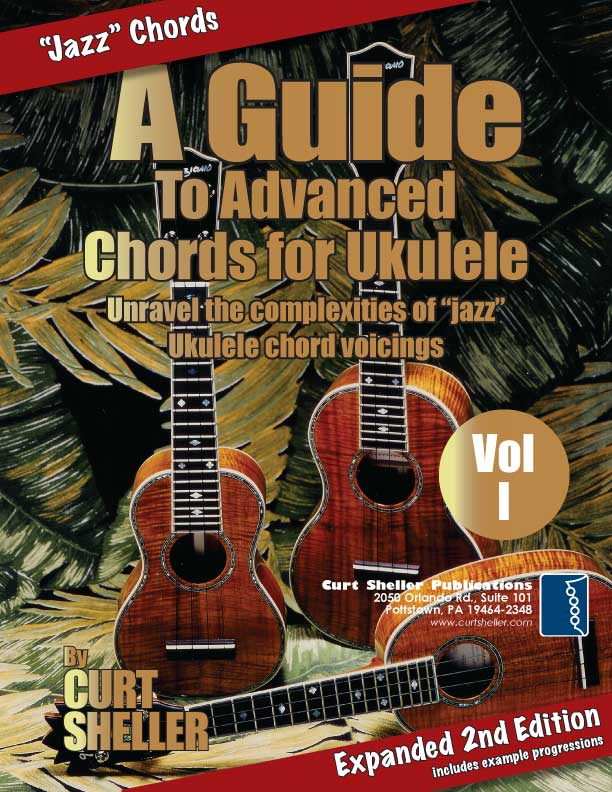 "Jazz" Chords
A Guide
To Advanced
Chords for Ukulele
Unravel the complexities of "jazz"
Ukulele chord voicings
Vol
I
Curt Sheller Publications
2050 Orlando Rd., Suite 101
Pottstown, PA 19464-2348
www.curtsheller.com
By
CURT
SHELLER
Expanded 2nd Edition
includes example progressions